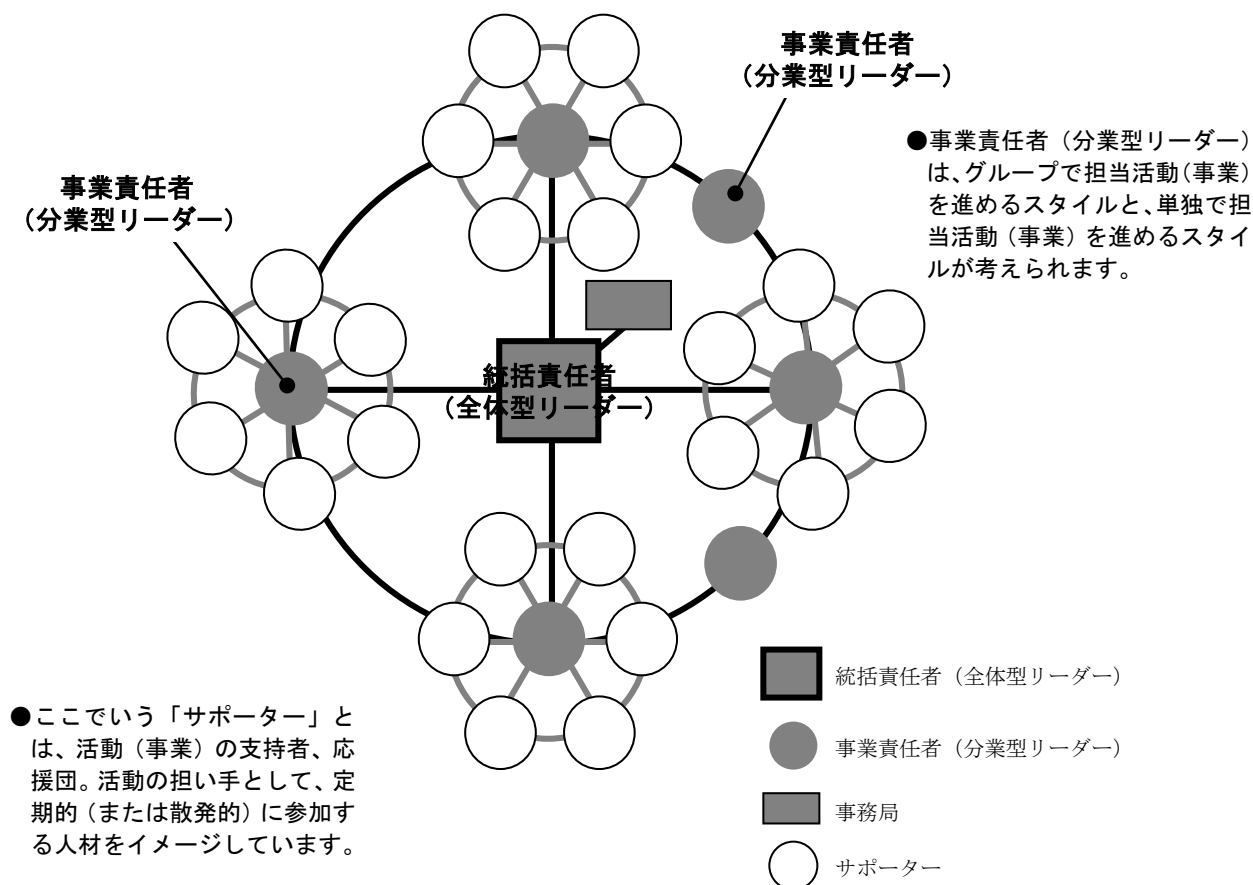 事業責任者
（分業型リーダー）
●事業責任者（分業型リーダー）
は、グループで担当活動（事業）
を進めるスタイルと、単独で担
当活動（事業）を進めるスタイ
ルが考えられます。
事業責任者
（分業型リーダー）
統括責任者
（全体型リーダー）
●ここでいう「サポーター」と
は、活動（事業）の支持者、応
援団。活動の担い手として、定
期的（または散発的）に参加す
る人材をイメージしています。
統括責任者（全体型リーダー）
事業責任者（分業型リーダー）
事務局
サポーター